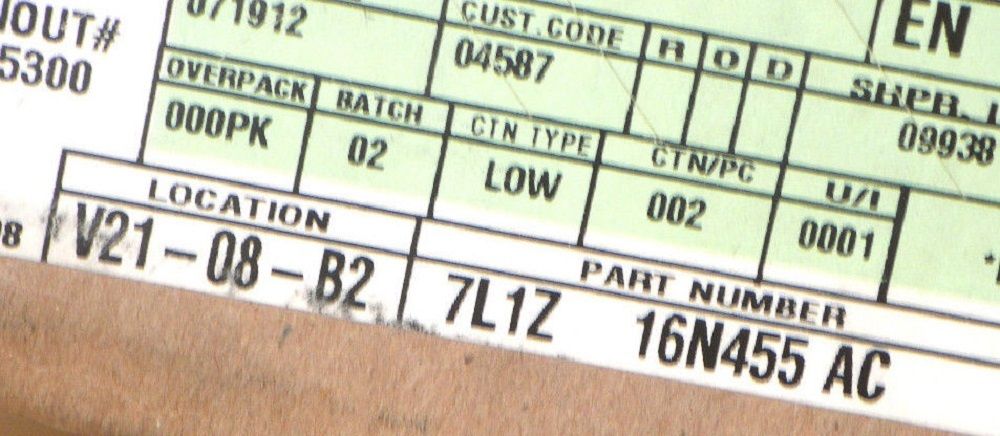 071912
CUST.CODE
04587
R O D
EN
SHPR.
09938
5300
OVERPACK
000PK
BATCH
02
CTN TYPE
LOW
CTN/PC
002
U/I
0001
LOCATION
V21-08-B2
PART NUMBER
7L1Z 16N455 AC